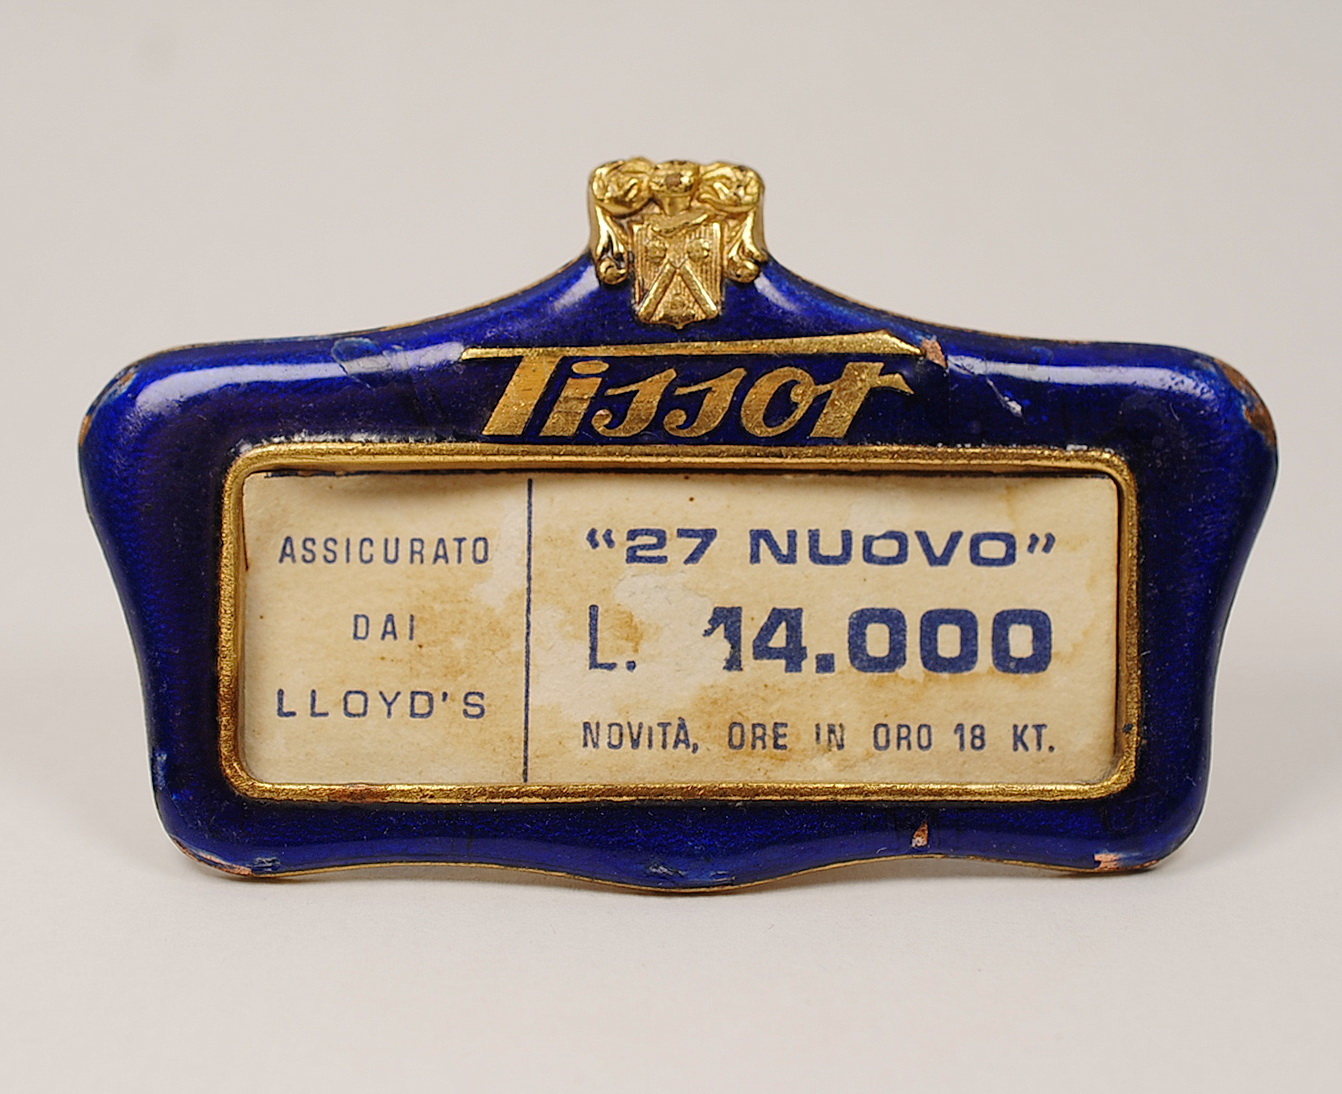 Tissot
ASSICURATO
DAI
LLOYD'S
“27 NUOVO”
L. 14.000
NOVITÀ, ORE IN ORO 18 KT.